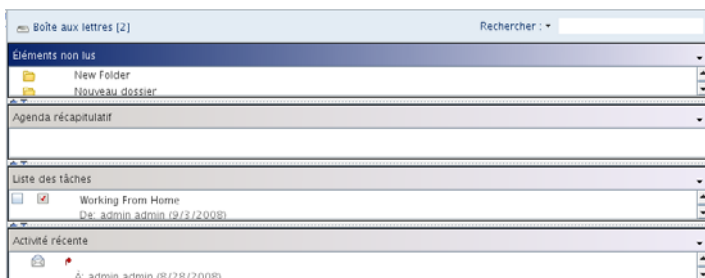 Boîte aux lettres [2] Rechercher :
Éléments non lus
New Folder
Nouveau dossier
Agenda récapitulatif
Liste des tâches
Working From Home
De: admin admin (9/3/2008)
Activité récente
À: admin admin (8/28/2008)